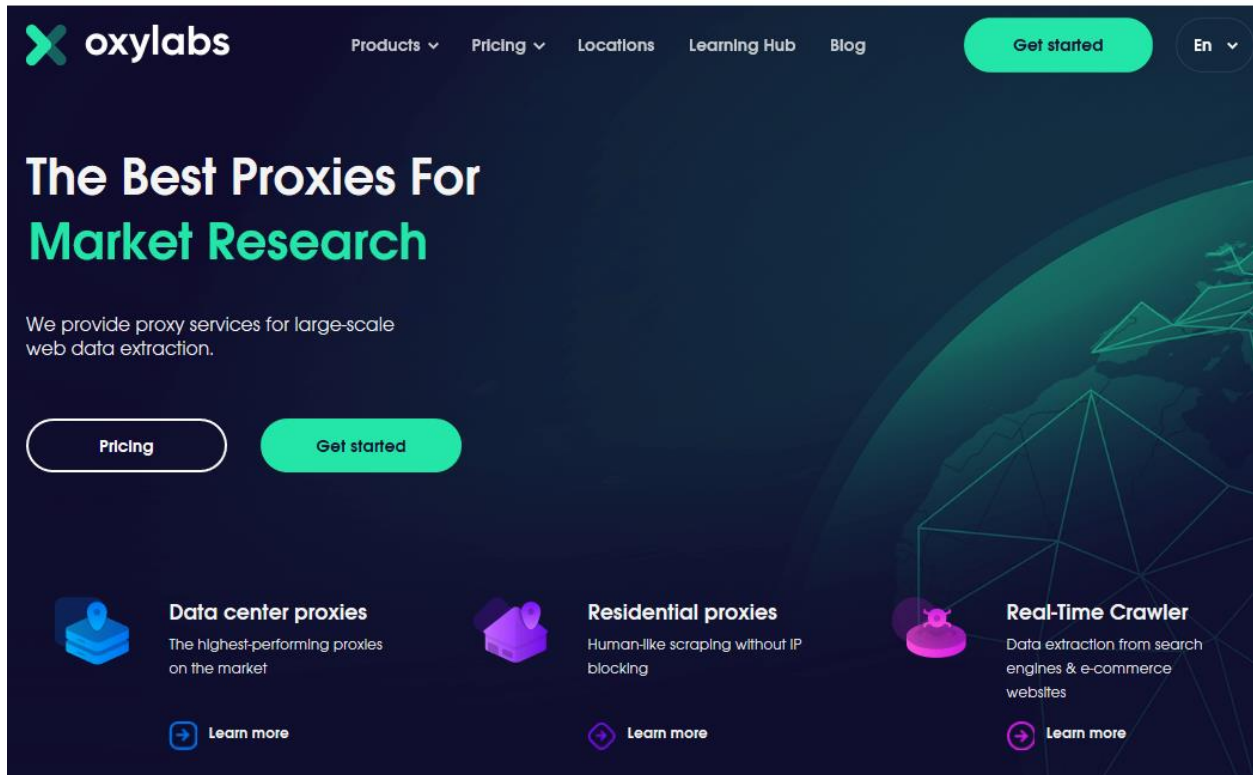 oxylabs
Products
Pricing
Locations
Learning Hub
Blog
Get started
En
The Best Proxies For
Market Research
We provide proxy services for large-scale
web data extraction.
Pricing
Get started
Data center proxies
The highest-performing proxies
on the market
Learn more
Residential proxies
Human-like scraping without IP
blocking
Learn more
Real-Time Crawler
Data extraction from search
engines & e-commerce
websites
Learn more